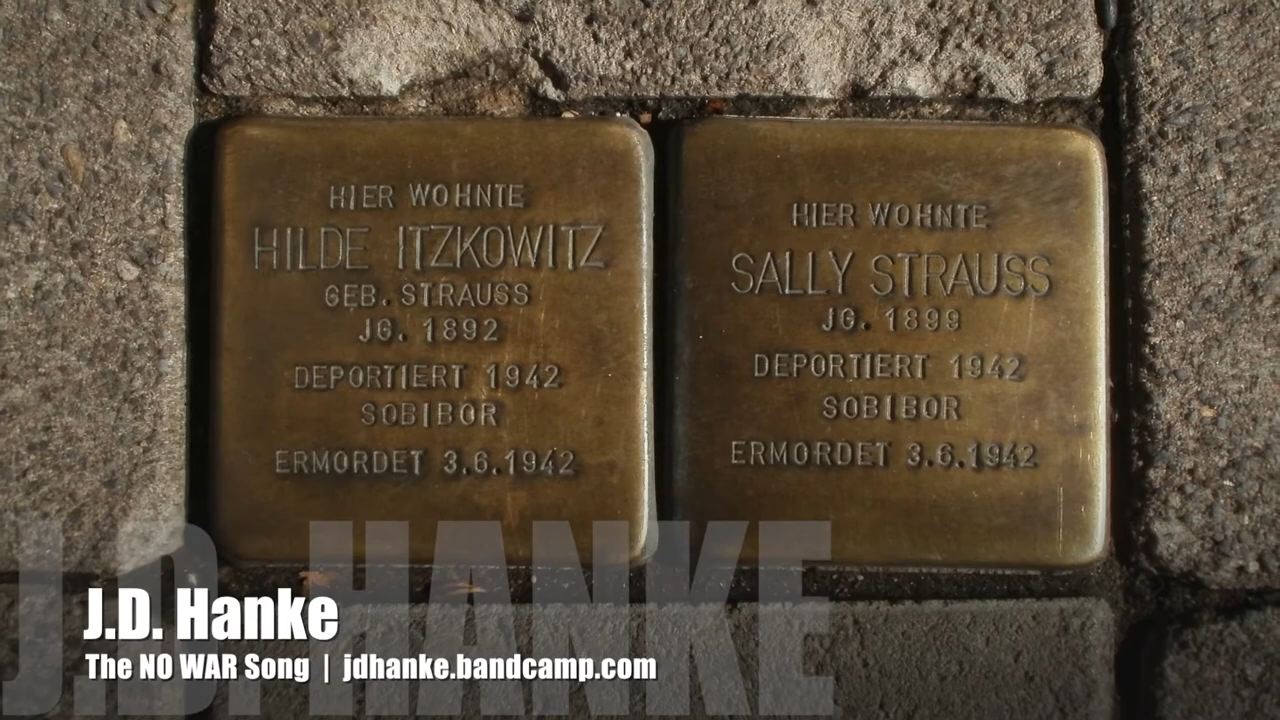 HIER WOHNTE
HILDE ITZKOWITZ
GEB. STRAUSS
JG. 1892
DEPORTIERT 1942
SOBIBOR
ERMORDET 3.6.1942
HIER WOHNTE
SALLY STRAUSS
JG. 1899
DEPORTIERT 1942
SOBIBOR
ERMORDET 3.6.1942
J.D. HANKE
J.D. Hanke
The NO WAR Song | jdhanke.bandcamp.com